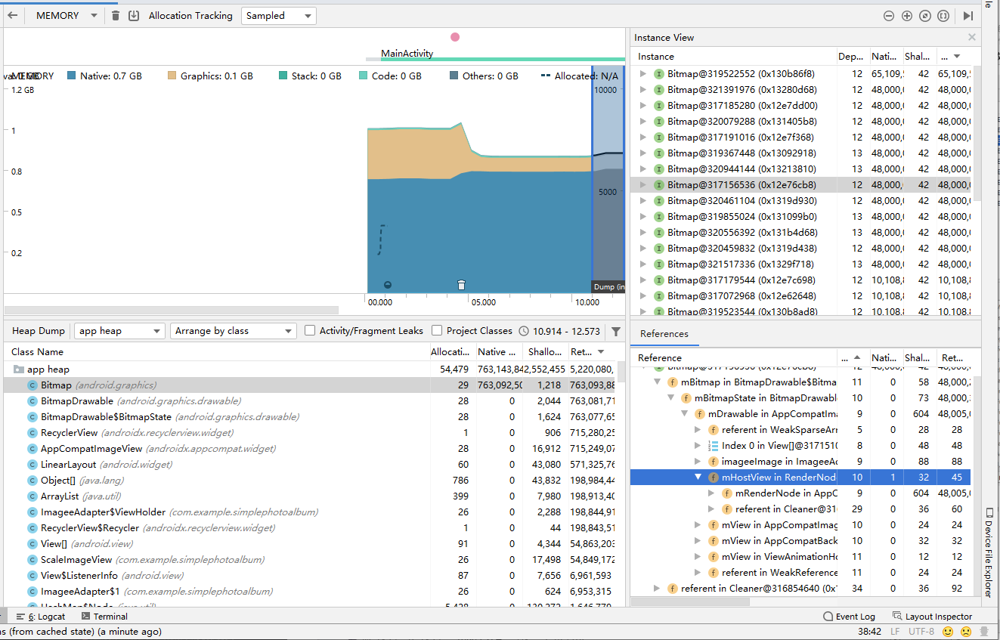 MEMORY Allocation Tracking Sampled
MainActivity
MEMORY Native: 0.7 GB Graphics: 0.1 GB Stack: 0 GB Code: 0 GB Others: 0 GB Allocated: N/A
1.2 GB 10000
1
0.8
5000
0.5
0.2
Dump (in
00.000 05.000 10.000
Instance View
Instance Dep... Nati... Shal... ...
Bitmap@319522552 (0x130b86f8) 12 65,109, 42 65,109,
Bitmap@321391976 (0x13280d68) 12 48,000, 42 48,000,
Bitmap@317185280 (0x12e7dd00) 12 48,000, 42 48,000,
Bitmap@320079288 (0x131405b8) 12 48,000, 42 48,000,
Bitmap@317191016 (0x12e7f368) 12 48,000, 42 48,000,
Bitmap@319367448 (0x13092918) 13 48,000, 42 48,000,
Bitmap@320944144 (0x13213810) 13 48,000, 42 48,000,
Bitmap@317156536 (0x12e76cb8) 12 48,000, 42 48,000,
Bitmap@320461104 (0x1319d930) 12 48,000, 42 48,000,
Bitmap@319855024 (0x131099b0) 13 48,000, 42 48,000,
Bitmap@320556392 (0x131b4d68) 12 48,000, 42 48,000,
Bitmap@320459832 (0x1319d438) 12 48,000, 42 48,000,
Bitmap@321517336 (0x1329f718) 13 48,000, 42 48,000,
Bitmap@317179544 (0x12e7c698) 12 10,108, 42 10,108,
Bitmap@317072968 (0x12e62648) 12 10,108, 42 10,108,
Bitmap@319523544 (0x130b8ad8) 12 10,108, 42 10,108,
Heap Dump app heap Arrange by class Activity/Fragment Leaks Project Classes 10.914 - 12.573
Class Name Allocati... Native ... Shallo... Ret...
app heap 54,479 763,143,84 2,552,455 5,220,080,
Bitmap (android.graphics) 29 763,092,50 1,218 763,093,88
BitmapDrawable (android.graphics.drawable) 28 0 2,044 763,081,71
BitmapDrawable$BitmapState (android.graphics.drawable) 28 0 1,624 763,077,65
RecyclerView (androidx.recyclerview.widget) 1 0 906 715,280,25
AppCompatImageView (androidx.appcompat.widget) 28 0 16,912 715,249,07
LinearLayout (android.widget) 60 0 43,080 571,325,76
Object[] (java.lang) 786 0 43,832 198,984,44
ArrayList (java.util) 399 0 7,980 198,913,40
ImageeAdapter$ViewHolder (com.example.simplephotoalbum) 26 0 2,288 198,844,91
RecyclerView$Recycler (androidx.recyclerview.widget) 1 0 44 198,843,51
View[] (android.view) 91 0 4,344 54,863,203
ScaleImageView (com.example.simplephotoalbum) 26 0 17,498 54,849,172
View$ListenerInfo (android.view) 87 0 7,656 6,961,593
ImageeAdapter$1 (com.example.simplephotoalbum) 26 0 624 6,953,315
References
Reference ... Nati... Shal... Ret...
mBitmap in BitmapDrawable$Bitma 11 0 58 48,000,2
mBitmapState in BitmapDrawabl 10 0 73 48,000,
mDrawable in AppCompatIma 9 0 604 48,005,0
referent in WeakSparseArr 5 0 28 28
Index 0 in View[]@3171510 8 0 48 48
imageeImage in ImageeAc 9 0 88 88
mHostView in RenderNod 10 1 32 45
mRenderNode in AppC 9 0 604 48,005,
referent in Cleaner@316 29 0 36 60
mView in AppCompatImag 10 0 24 24
mView in AppCompatBack 10 0 32 32
mView in ViewAnimationHo 11 0 12 12
referent in WeakReference 11 0 24 24
referent in Cleaner@316854640 (0x1 34 0 36 92
Device File Explorer
6: Logcat Terminal Event Log Layout Inspector
ns (from cached state) (a minute ago) 38:42 LF UTF-8